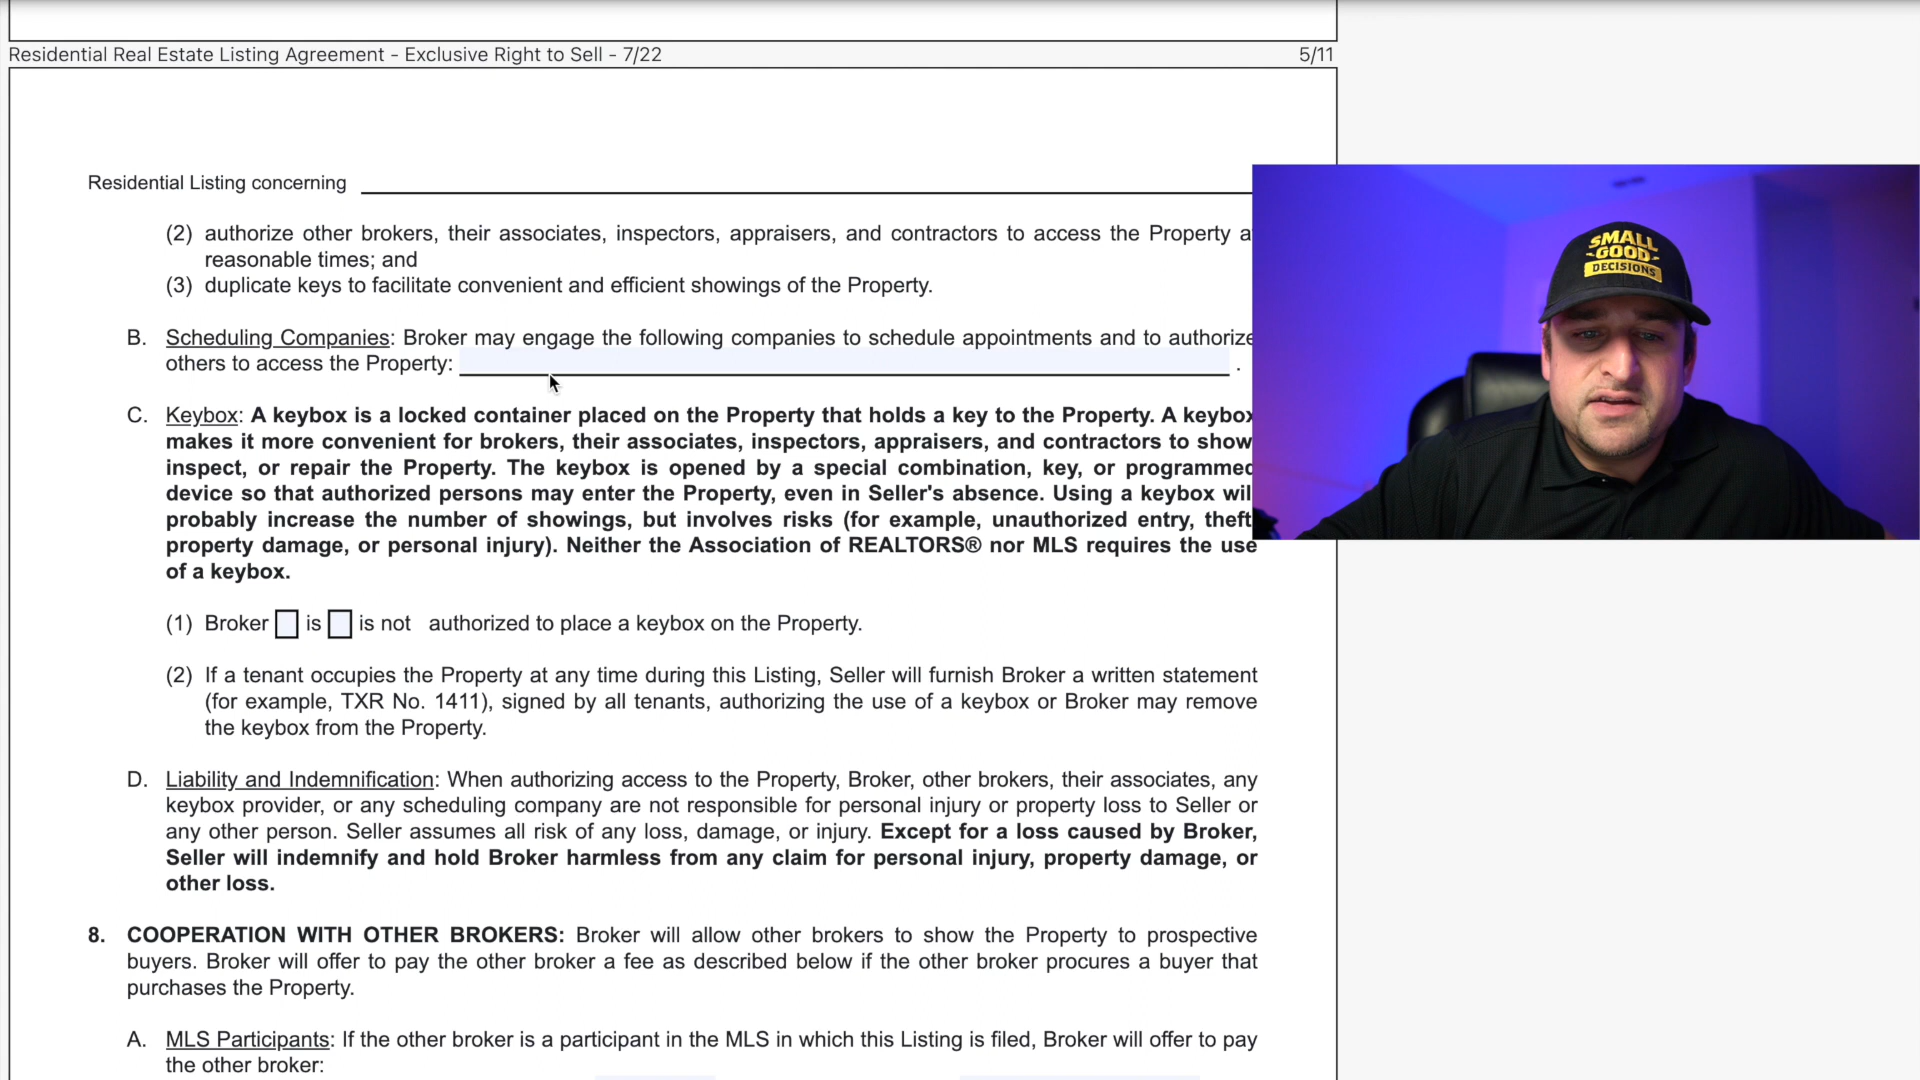 Residential Real Estate Listing Agreement - Exclusive Right to Sell - 7/22
5/11
Residential Listing concerning
(2) authorize other brokers, their associates, inspectors, appraisers, and contractors to access the Property a
reasonable times; and
(3) duplicate keys to facilitate convenient and efficient showings of the Property.
B. Scheduling Companies: Broker may engage the following companies to schedule appointments and to authorize
others to access the Property: .
C. Keybox: A keybox is a locked container placed on the Property that holds a key to the Property. A keybox
makes it more convenient for brokers, their associates, inspectors, appraisers, and contractors to show
inspect, or repair the Property. The keybox is opened by a special combination, key, or programmed
device so that authorized persons may enter the Property, even in Seller's absence. Using a keybox wil
probably increase the number of showings, but involves risks (for example, unauthorized entry, theft
property damage, or personal injury). Neither the Association of REALTORS® nor MLS requires the use
of a keybox.
(1) Broker is is not authorized to place a keybox on the Property.
(2) If a tenant occupies the Property at any time during this Listing, Seller will furnish Broker a written statement
(for example, TXR No. 1411), signed by all tenants, authorizing the use of a keybox or Broker may remove
the keybox from the Property.
D. Liability and Indemnification: When authorizing access to the Property, Broker, other brokers, their associates, any
keybox provider, or any scheduling company are not responsible for personal injury or property loss to Seller or
any other person. Seller assumes all risk of any loss, damage, or injury. Except for a loss caused by Broker,
Seller will indemnify and hold Broker harmless from any claim for personal injury, property damage, or
other loss.
8. COOPERATION WITH OTHER BROKERS: Broker will allow other brokers to show the Property to prospective
buyers. Broker will offer to pay the other broker a fee as described below if the other broker procures a buyer that
purchases the Property.
A. MLS Participants: If the other broker is a participant in the MLS in which this Listing is filed, Broker will offer to pay
the other broker:
SMALL
GOOD
DECISIONS